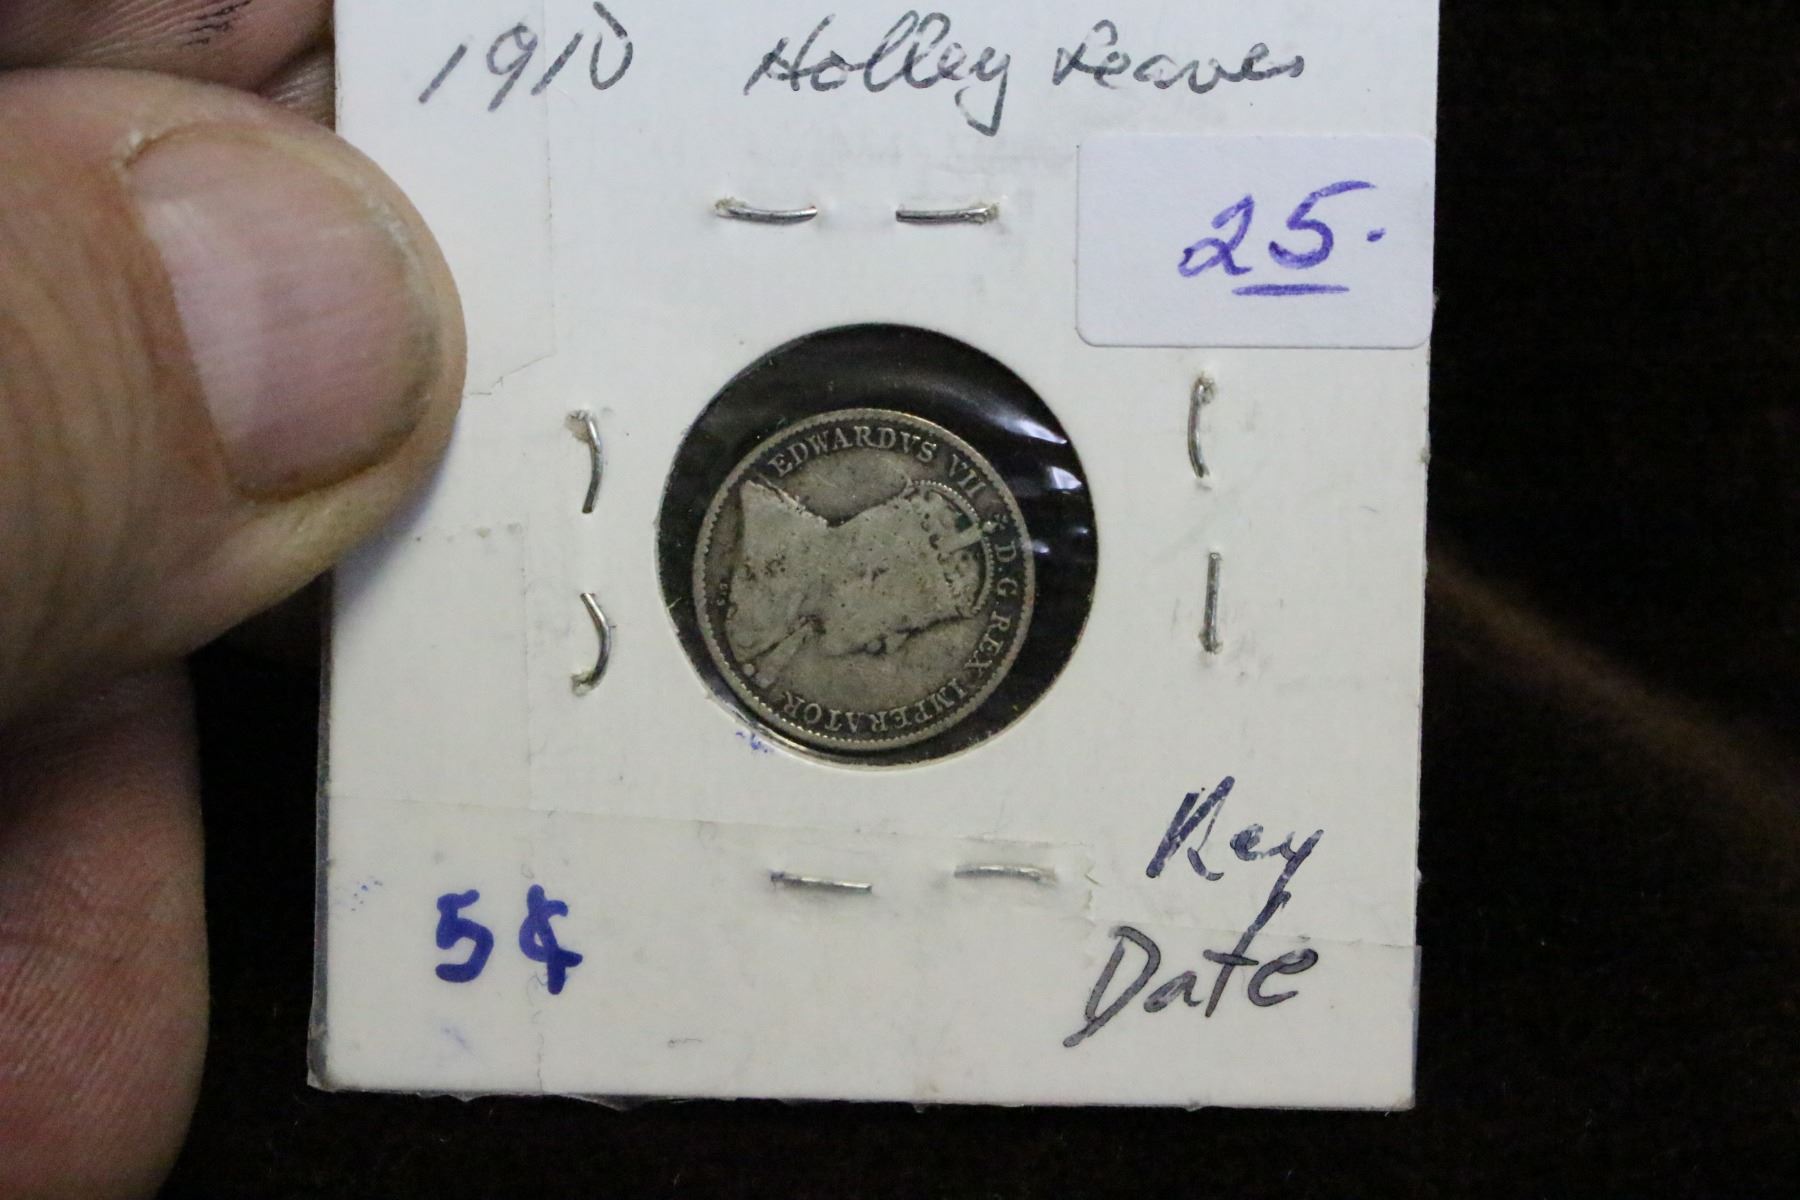 1910 Holley Leaves
25.
EDWARDVS VII D.G. REX IMPERATOR
5¢
Key
Date